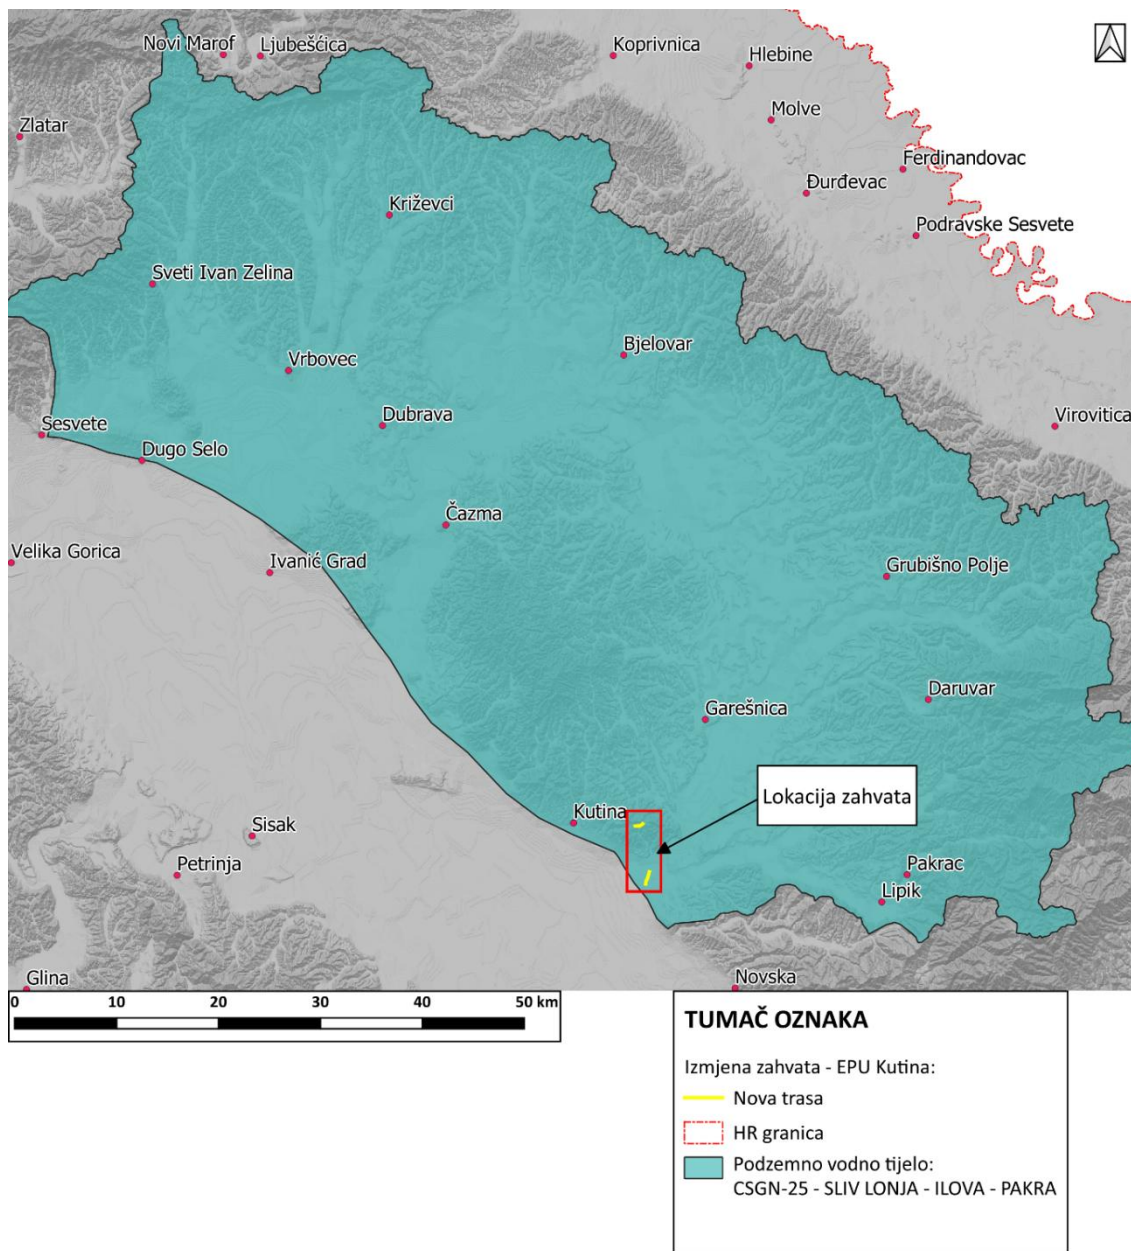 Novi Marof
Ljubešćica
Koprivnica
Hlebine
Molve
Zlatar
Ferdinandovac
Đurđevac
Križevci
Podravske Sesvete
Sveti Ivan Zelina
Bjelovar
Vrbovec
Dubrava
Sesvete
Virovitica
Dugo Selo
Čazma
Velika Gorica
Ivanić Grad
Grubišno Polje
Daruvar
Garešnica
Lokacija zahvata
Kutina
Sisak
Petrinja
Pakrac
Lipik
Glina
Novska
0 10 20 30 40 50 km
TUMAČ OZNAKA
Izmjena zahvata - EPU Kutina:
Nova trasa
HR granica
Podzemno vodno tijelo:
CSGN-25 - SLIV LONJA - ILOVA - PAKRA